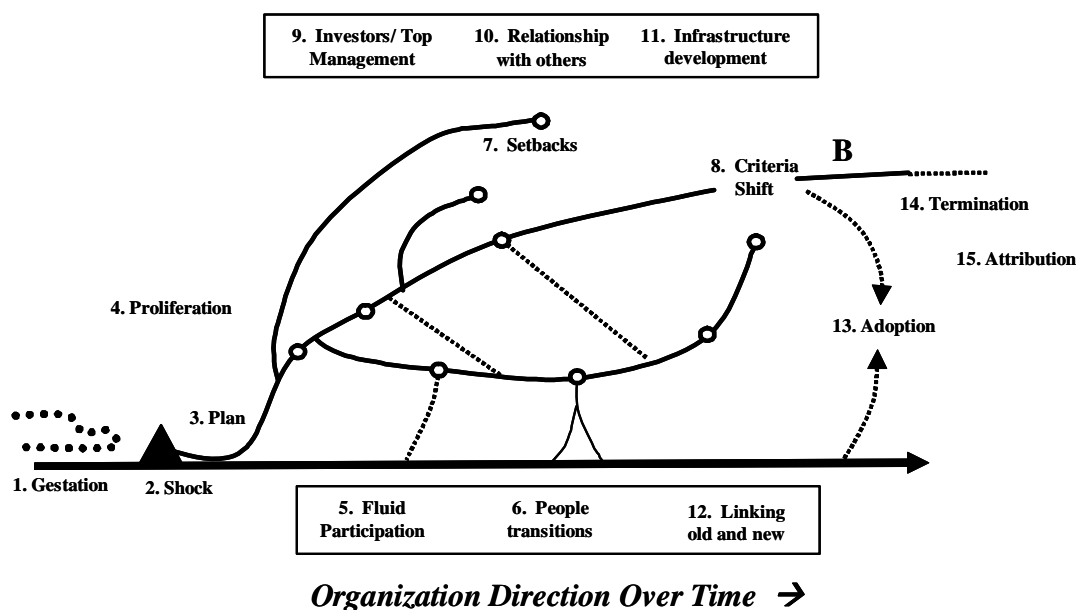 9. Investors/ Top
Management
10. Relationship
with others
11. Infrastructure
development
7. Setbacks
8. Criteria
Shift
B
14. Termination
15. Attribution
4. Proliferation
13. Adoption
3. Plan
1. Gestation
2. Shock
5. Fluid
Participation
6. People
transitions
12. Linking
old and new
Organization Direction Over Time →